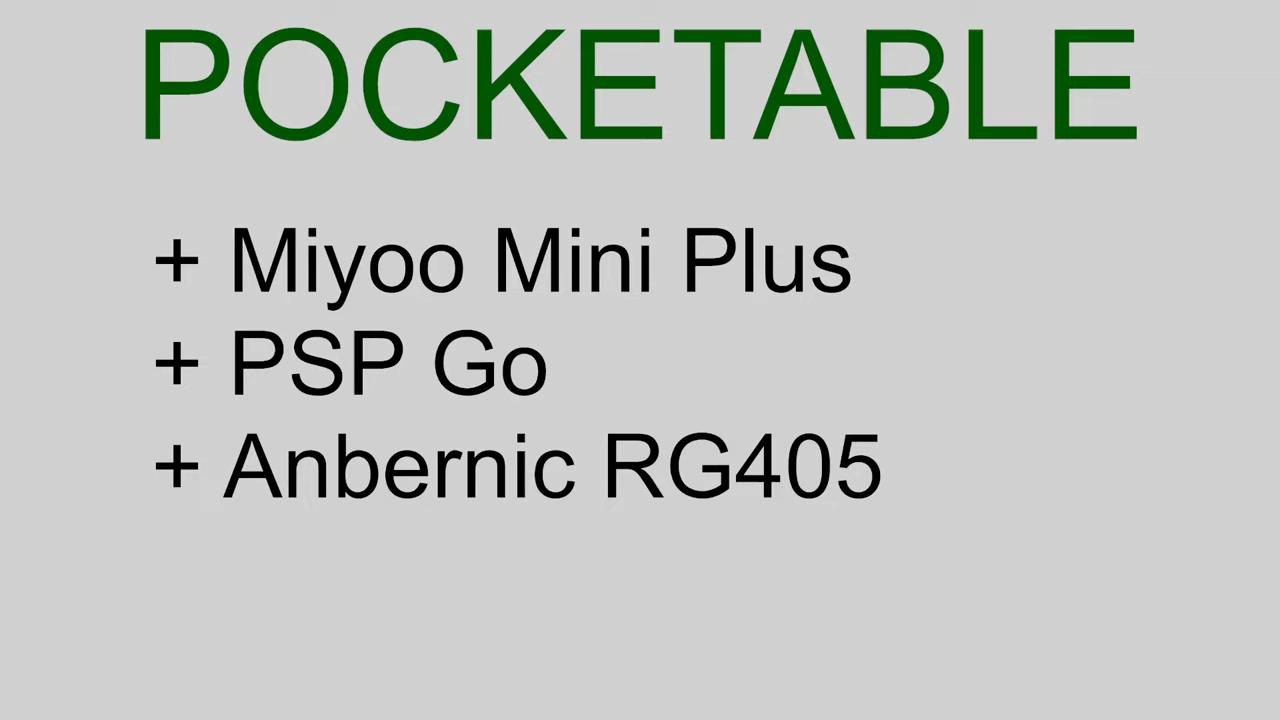 POCKETABLE
+ Miyoo Mini Plus
+ PSP Go
+ Anbernic RG405